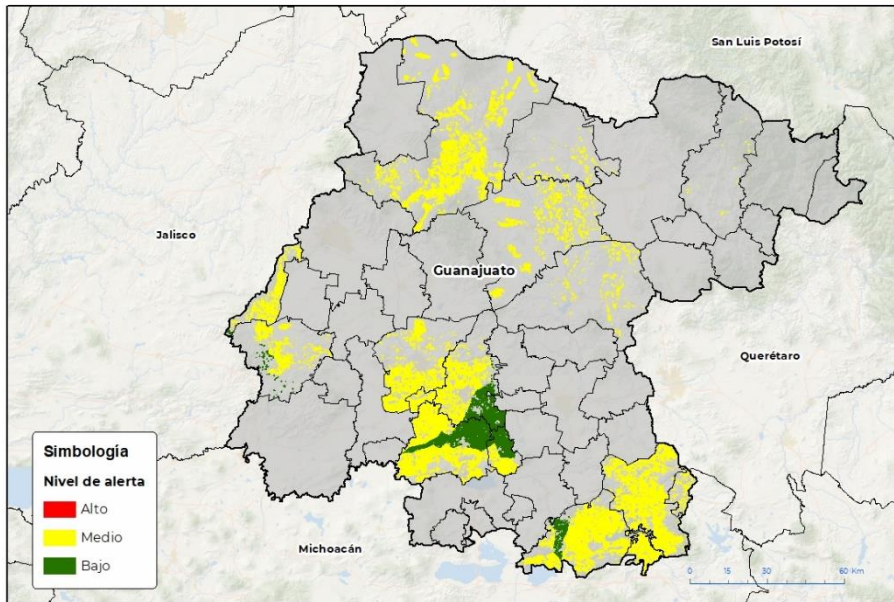 San Luis Potosí
Jalisco
Guanajuato
Querétaro
Michoacán
Simbología
Nivel de alerta
Alto
Medio
Bajo
0 15 30 60 Km